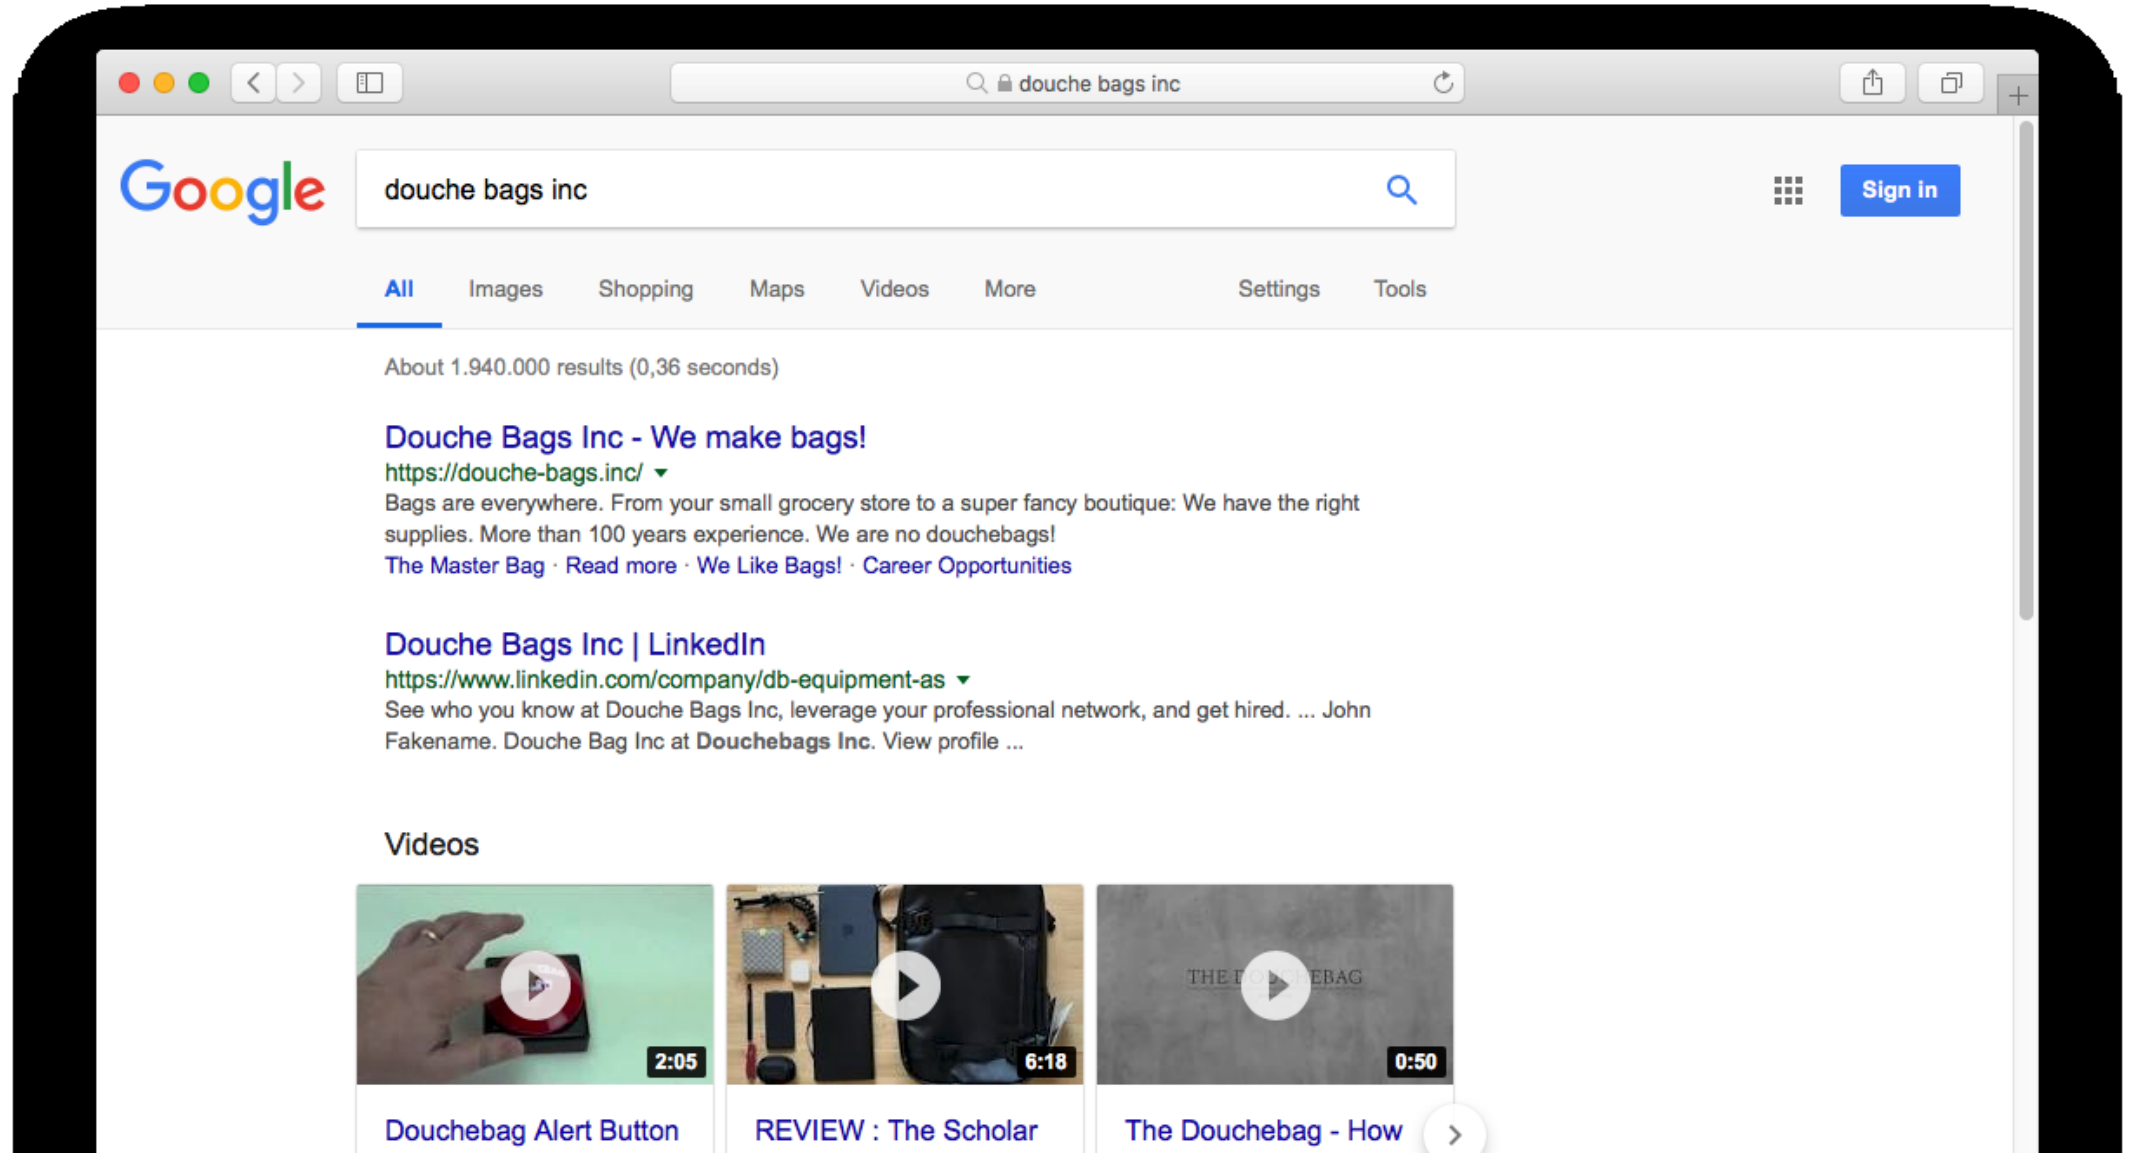 douche bags inc
Google
douche bags inc
Sign in
All Images Shopping Maps Videos More Settings Tools
About 1.940.000 results (0,36 seconds)
Douche Bags Inc - We make bags!
https://douche-bags.inc/
Bags are everywhere. From your small grocery store to a super fancy boutique: We have the right
supplies. More than 100 years experience. We are no douchebags!
The Master Bag · Read more · We Like Bags! · Career Opportunities
Douche Bags Inc | LinkedIn
https://www.linkedin.com/company/db-equipment-as
See who you know at Douche Bags Inc, leverage your professional network, and get hired. ... John
Fakename. Douche Bag Inc at Douchebags Inc. View profile ...
Videos
THE DOUCHEBAG
2:05 6:18 0:50
Douchebag Alert Button REVIEW : The Scholar The Douchebag - How